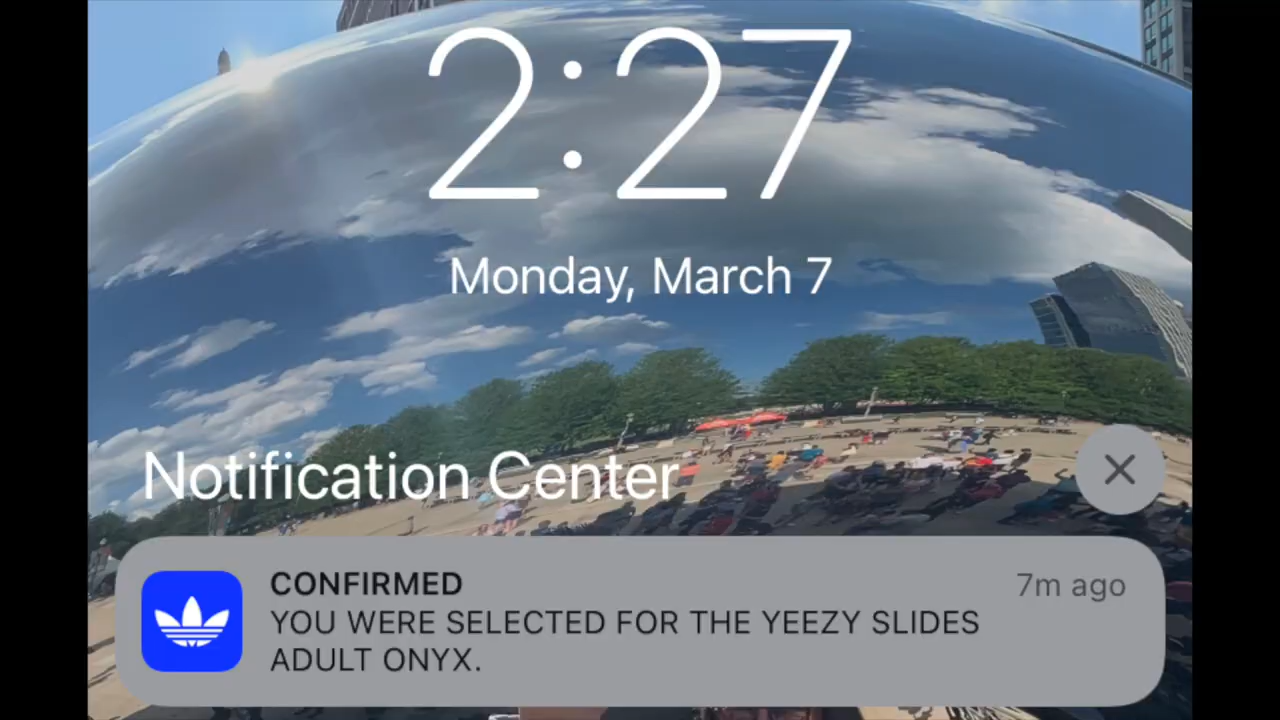 2:27
Monday, March 7
Notification Center
CONFIRMED
7m ago
YOU WERE SELECTED FOR THE YEEZY SLIDES
ADULT ONYX.